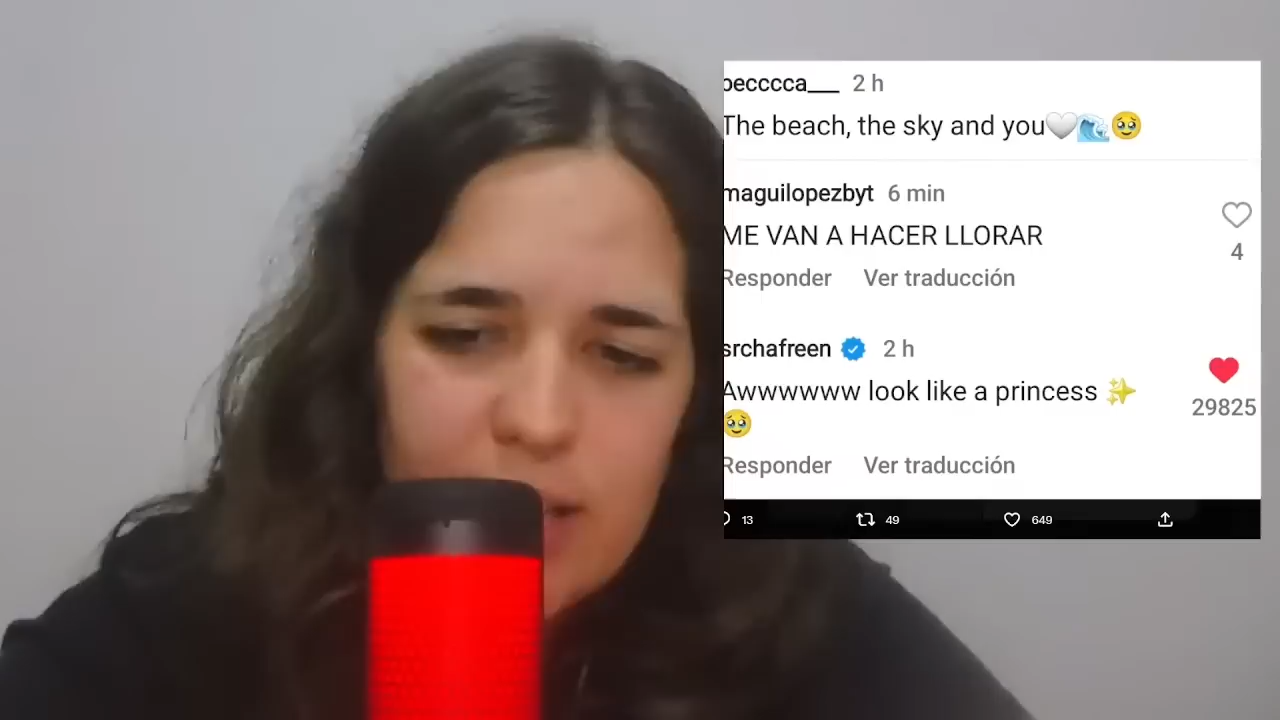 becccca___ 2 h
The beach, the sky and you🤍🌊🥹
maguilopezbyt 6 min
ME VAN A HACER LLORAR
4
Responder Ver traducción
srchafreen 2 h
Awwwwww look like a princess ✨
🥹
29825
Responder Ver traducción
13 49 649